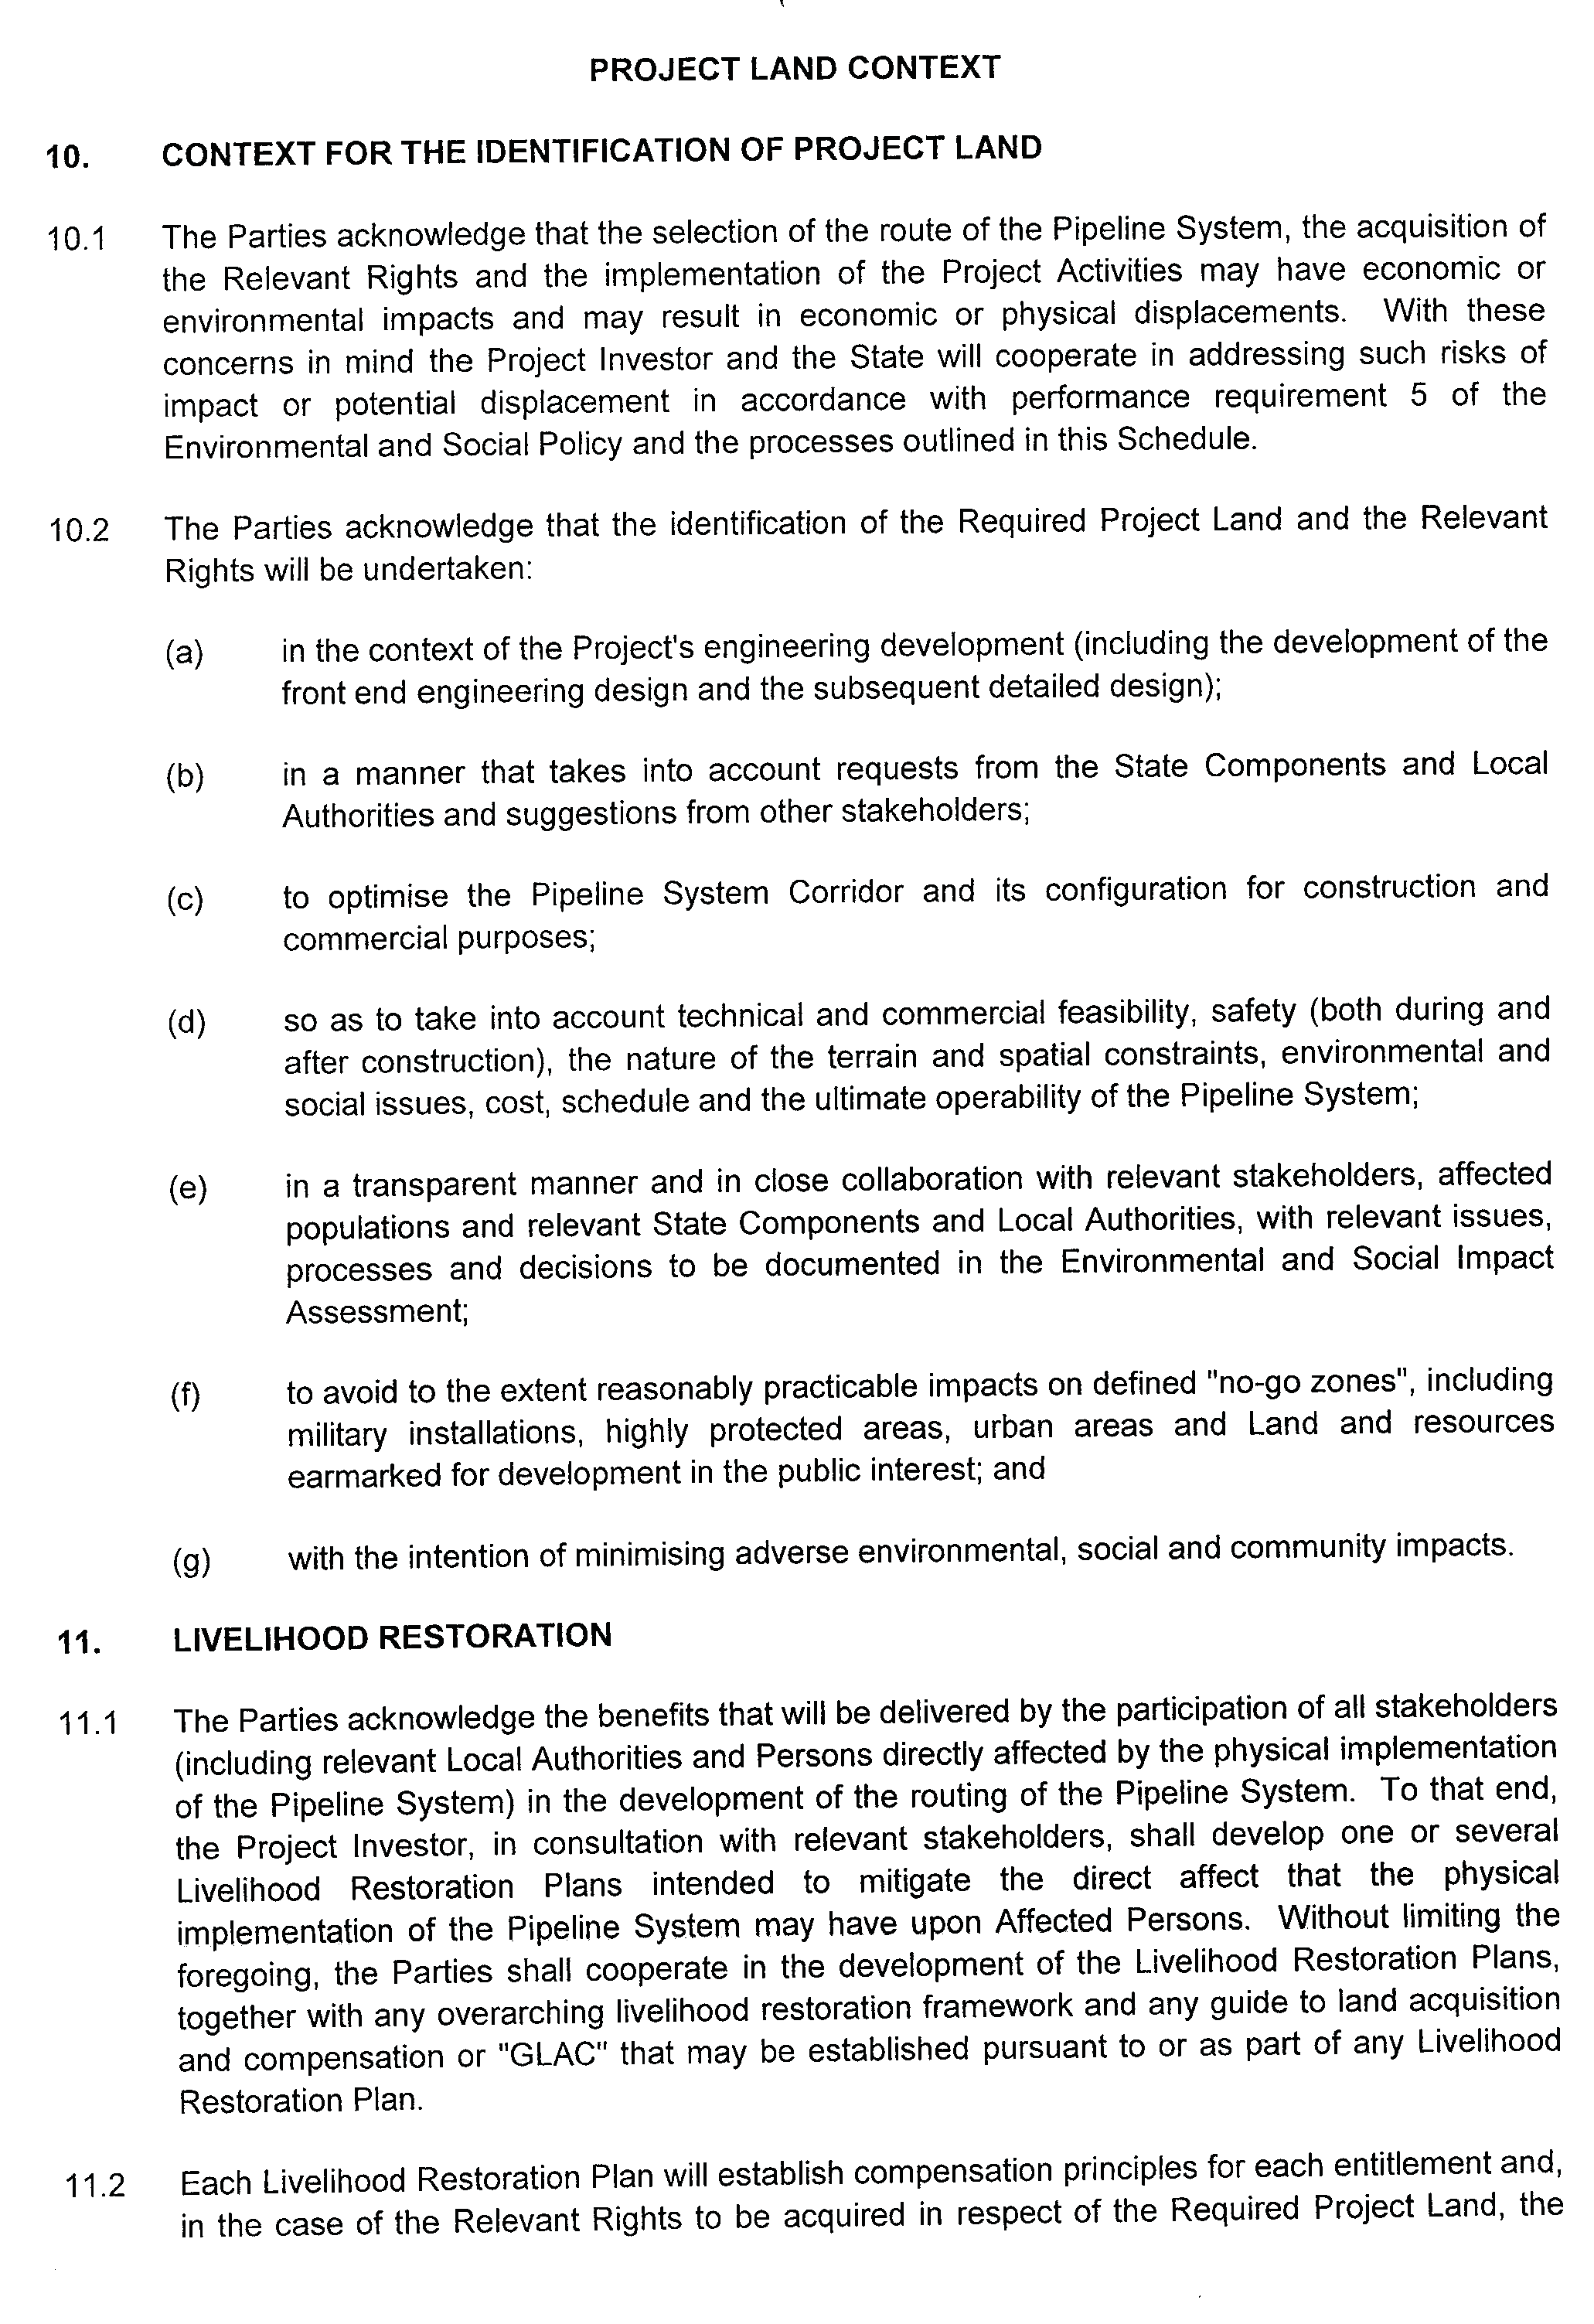 PROJECT LAND CONTEXT
10. CONTEXT FOR THE IDENTIFICATION OF PROJECT LAND
10.1 The Parties acknowledge that the selection of the route of the Pipeline System, the acquisition of
the Relevant Rights and the implementation of the Project Activities may have economic or
environmental impacts and may result in economic or physical displacements. With these
concerns in mind the Project Investor and the State will cooperate in addressing such risks of
impact or potential displacement in accordance with performance requirement 5 of the
Environmental and Social Policy and the processes outlined in this Schedule.
10.2 The Parties acknowledge that the identification of the Required Project Land and the Relevant
Rights will be undertaken:
(a) in the context of the Project's engineering development (including the development of the
front end engineering design and the subsequent detailed design);
(b) in a manner that takes into account requests from the State Components and Local
Authorities and suggestions from other stakeholders;
(c) to optimise the Pipeline System Corridor and its configuration for construction and
commercial purposes;
(d) so as to take into account technical and commercial feasibility, safety (both during and
after construction), the nature of the terrain and spatial constraints, environmental and
social issues, cost, schedule and the ultimate operability of the Pipeline System;
(e) in a transparent manner and in close collaboration with relevant stakeholders, affected
populations and relevant State Components and Local Authorities, with relevant issues,
processes and decisions to be documented in the Environmental and Social Impact
Assessment;
(f) to avoid to the extent reasonably practicable impacts on defined "no-go zones", including
military installations, highly protected areas, urban areas and Land and resources
earmarked for development in the public interest; and
(g) with the intention of minimising adverse environmental, social and community impacts.
11. LIVELIHOOD RESTORATION
11.1 The Parties acknowledge the benefits that will be delivered by the participation of all stakeholders
(including relevant Local Authorities and Persons directly affected by the physical implementation
of the Pipeline System) in the development of the routing of the Pipeline System. To that end,
the Project Investor, in consultation with relevant stakeholders, shall develop one or several
Livelihood Restoration Plans intended to mitigate the direct affect that the physical
implementation of the Pipeline System may have upon Affected Persons. Without limiting the
foregoing, the Parties shall cooperate in the development of the Livelihood Restoration Plans,
together with any overarching livelihood restoration framework and any guide to land acquisition
and compensation or "GLAC" that may be established pursuant to or as part of any Livelihood
Restoration Plan.
11.2 Each Livelihood Restoration Plan will establish compensation principles for each entitlement and,
in the case of the Relevant Rights to be acquired in respect of the Required Project Land, the